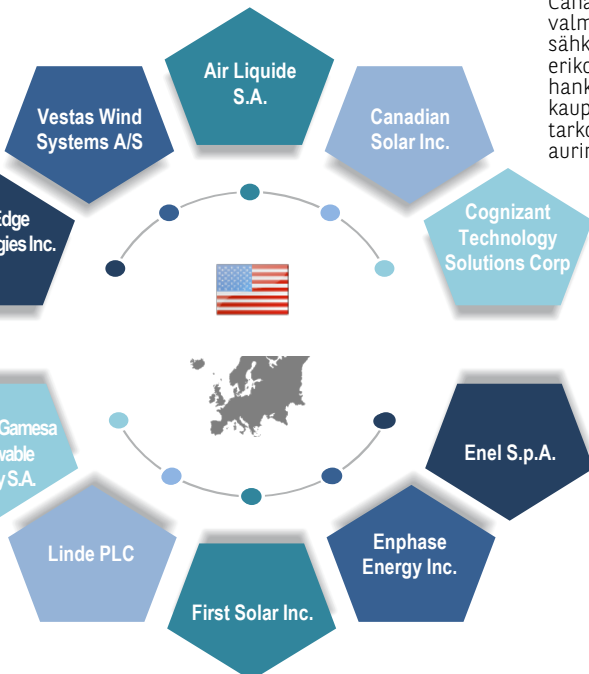 Air Liquide
S.A.
Vestas Wind
Systems A/S
Canadian
Solar Inc.
Edge
gies Inc.
Cognizant
Technology
Solutions Corp
Gamesa
wable
y S.A.
Enel S.p.A.
Linde PLC
Enphase
Energy Inc.
First Solar Inc.
Cana
valm
sähk
eriko
hank
kaup
tarko
aurin